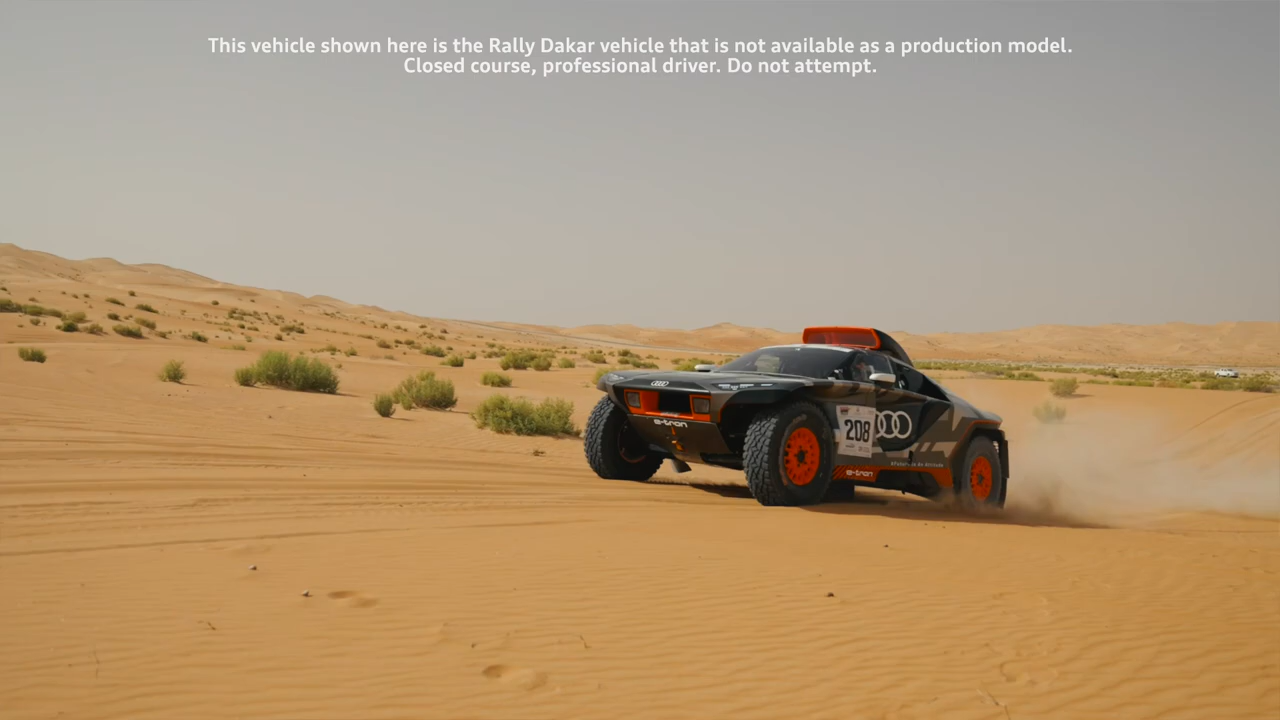 This vehicle shown here is the Rally Dakar vehicle that is not available as a production model.
Closed course, professional driver. Do not attempt.
e-tron
208
e-tron